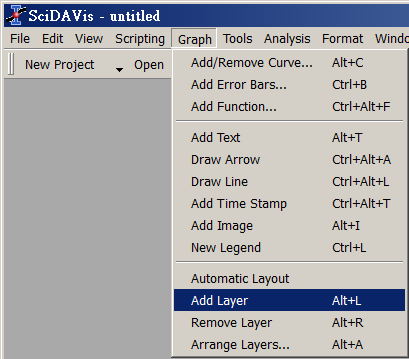 SciDAVis - untitled
File Edit View Scripting Graph Tools Analysis Format Windo
New Project Open
Add/Remove Curve... Alt+C
Add Error Bars... Ctrl+B
Add Function... Ctrl+Alt+F
Add Text Alt+T
Draw Arrow Ctrl+Alt+A
Draw Line Ctrl+Alt+L
Add Time Stamp Ctrl+Alt+T
Add Image Alt+I
New Legend Ctrl+L
Automatic Layout
Add Layer Alt+L
Remove Layer Alt+R
Arrange Layers... Alt+A